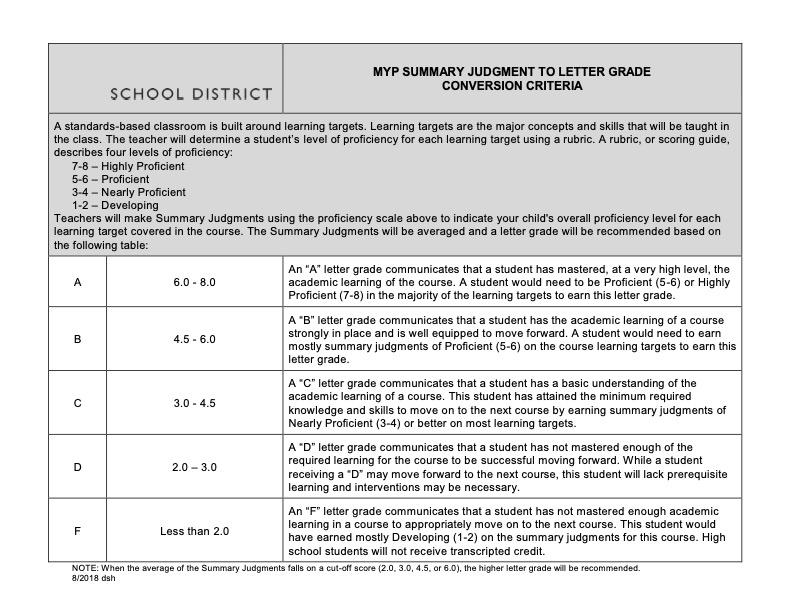 SCHOOL DISTRICT
MYP SUMMARY JUDGMENT TO LETTER GRADE
CONVERSION CRITERIA
A standards-based classroom is built around learning targets. Learning targets are the major concepts and skills that will be taught in
the class. The teacher will determine a student's level of proficiency for each learning target using a rubric. A rubric, or scoring guide,
describes four levels of proficiency:
7-8 – Highly Proficient
5-6 – Proficient
3-4 – Nearly Proficient
1-2 – Developing
Teachers will make Summary Judgments using the proficiency scale above to indicate your child's overall proficiency level for each
learning target covered in the course. The Summary Judgments will be averaged and a letter grade will be recommended based on
the following table:
A
6.0 - 8.0
An “A” letter grade communicates that a student has mastered, at a very high level, the
academic learning of the course. A student would need to be Proficient (5-6) or Highly
Proficient (7-8) in the majority of the learning targets to earn this letter grade.
B
4.5 - 6.0
A “B” letter grade communicates that a student has the academic learning of a course
strongly in place and is well equipped to move forward. A student would need to earn
mostly summary judgments of Proficient (5-6) on the course learning targets to earn this
letter grade.
C
3.0 - 4.5
A “C” letter grade communicates that a student has a basic understanding of the
academic learning of a course. This student has attained the minimum required
knowledge and skills to move on to the next course by earning summary judgments of
Nearly Proficient (3-4) or better on most learning targets.
D
2.0 – 3.0
A “D” letter grade communicates that a student has not mastered enough of the
required learning for the course to be successful moving forward. While a student
receiving a “D” may move forward to the next course, this student will lack prerequisite
learning and interventions may be necessary.
F
Less than 2.0
An “F” letter grade communicates that a student has not mastered enough academic
learning in a course to appropriately move on to the next course. This student would
have earned mostly Developing (1-2) on the summary judgments for this course. High
school students will not receive transcripted credit.
NOTE: When the average of the Summary Judgments falls on a cut-off score (2.0, 3.0, 4.5, or 6.0), the higher letter grade will be recommended.
8/2018 dsh